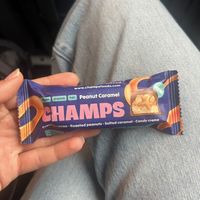 www.champsfoods.com
Peanut Caramel
CHAMPS
• Roasted peanuts • Salted caramel • Candy creme